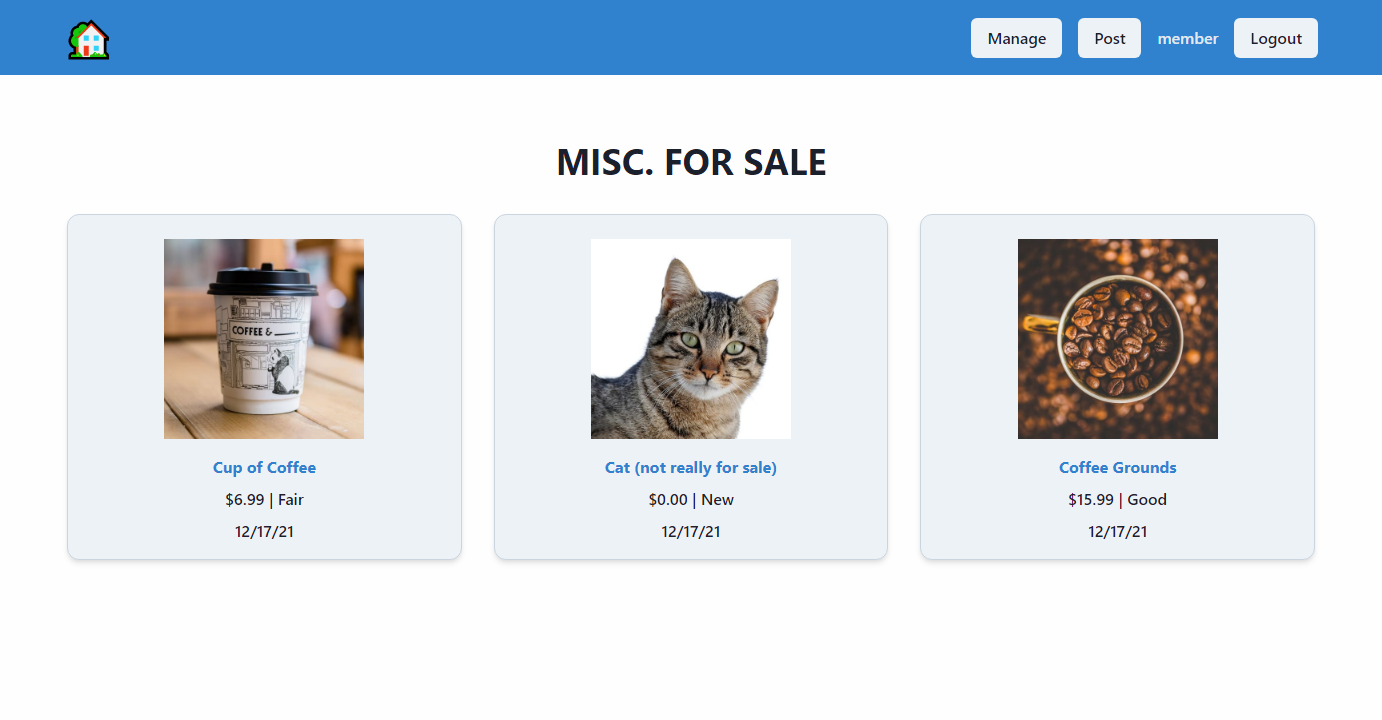 Manage Post member Logout
MISC. FOR SALE
COFFEE &
Cup of Coffee
$6.99 | Fair
12/17/21
Cat (not really for sale)
$0.00 | New
12/17/21
Coffee Grounds
$15.99 | Good
12/17/21